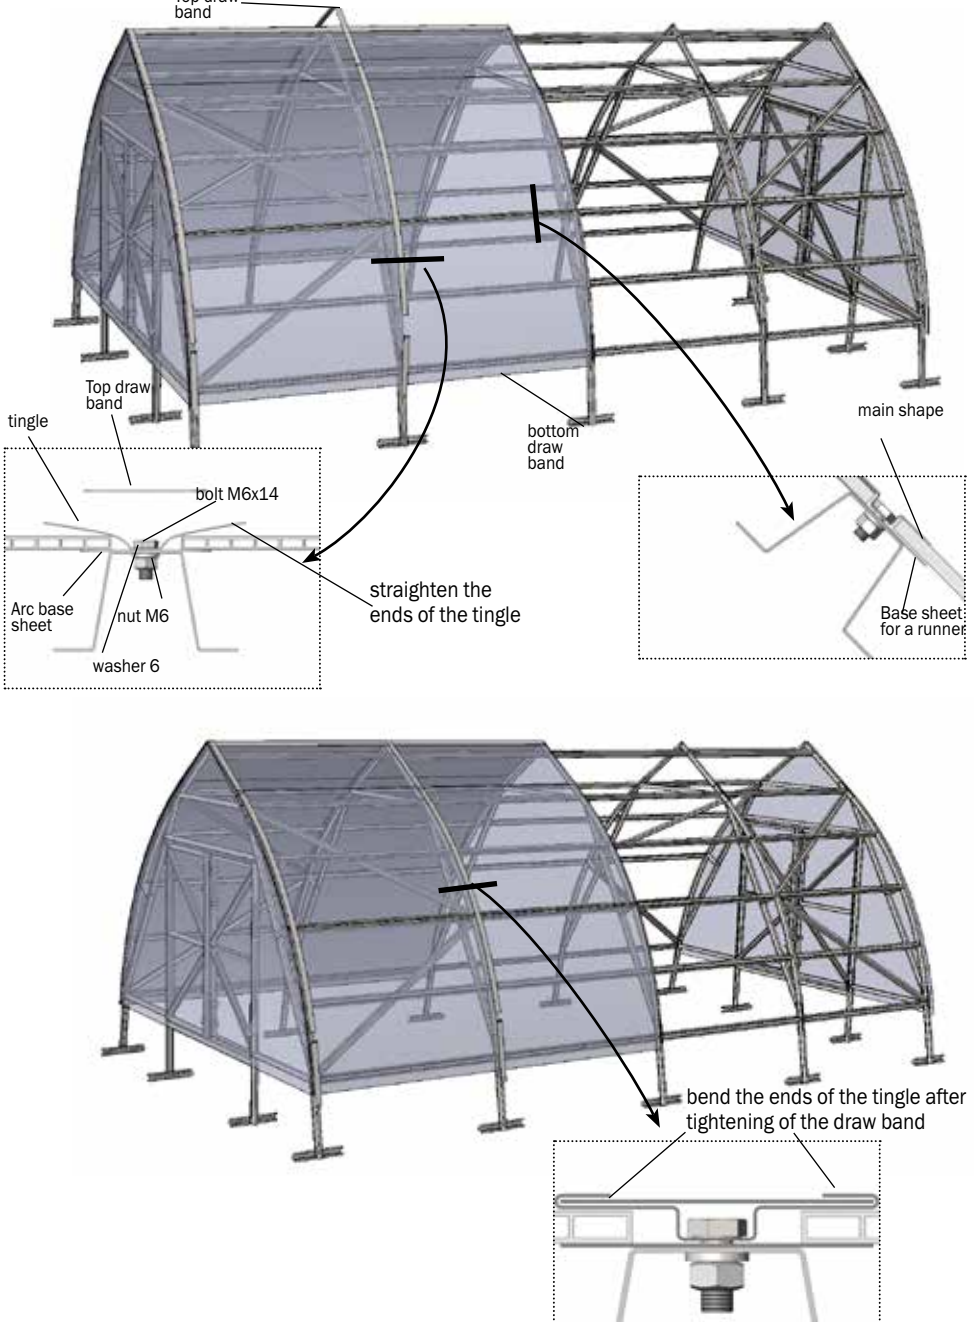 Top draw
band
Top draw
band
tingle
bolt M6x14
Arc base
sheet
nut M6
washer 6
straighten the
ends of the tingle
bottom
draw
band
main shape
Base sheet
for a runner
bend the ends of the tingle after
tightening of the draw band